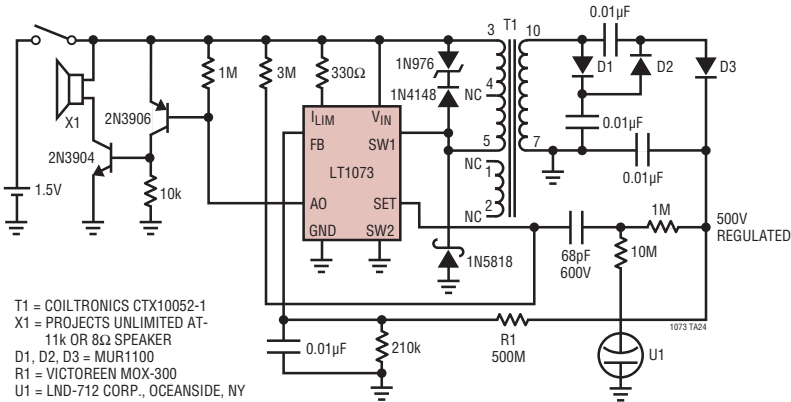 3
T1
10
0.01µF
1M
3M
330Ω
1N976
4
NC
D1
D2
D3
1N4148
2N3906
X1
ILIM
VIN
0.01µF
FB
SW1
5
7
2N3904
LT1073
NC
1
0.01µF
1.5V
10k
AO
SET
2
NC
1M
500V
REGULATED
GND
SW2
1N5818
68pF
600V
10M
T1 = COILTRONICS CTX10052-1
X1 = PROJECTS UNLIMITED AT-
11k OR 8Ω SPEAKER
D1, D2, D3 = MUR1100
R1 = VICTOREEN MOX-300
U1 = LND-712 CORP., OCEANSIDE, NY
0.01µF
210k
R1
500M
1073 TA24
U1